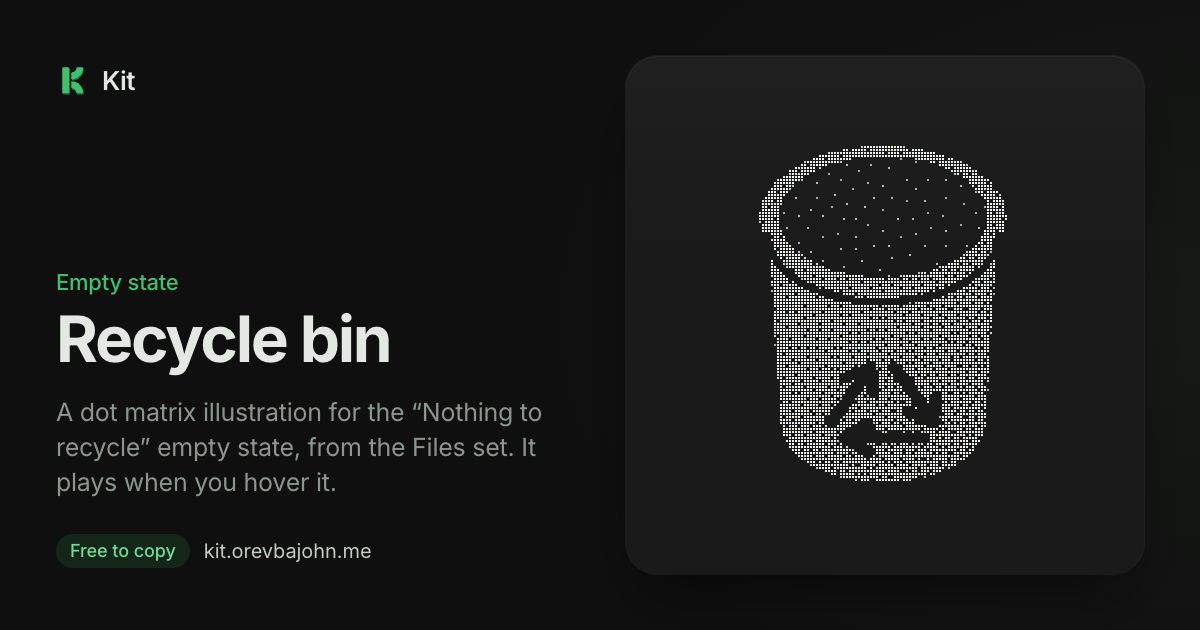 Kit
Empty state
Recycle bin
A dot matrix illustration for the “Nothing to
recycle” empty state, from the Files set. It
plays when you hover it.
Free to copy
kit.orevbajohn.me